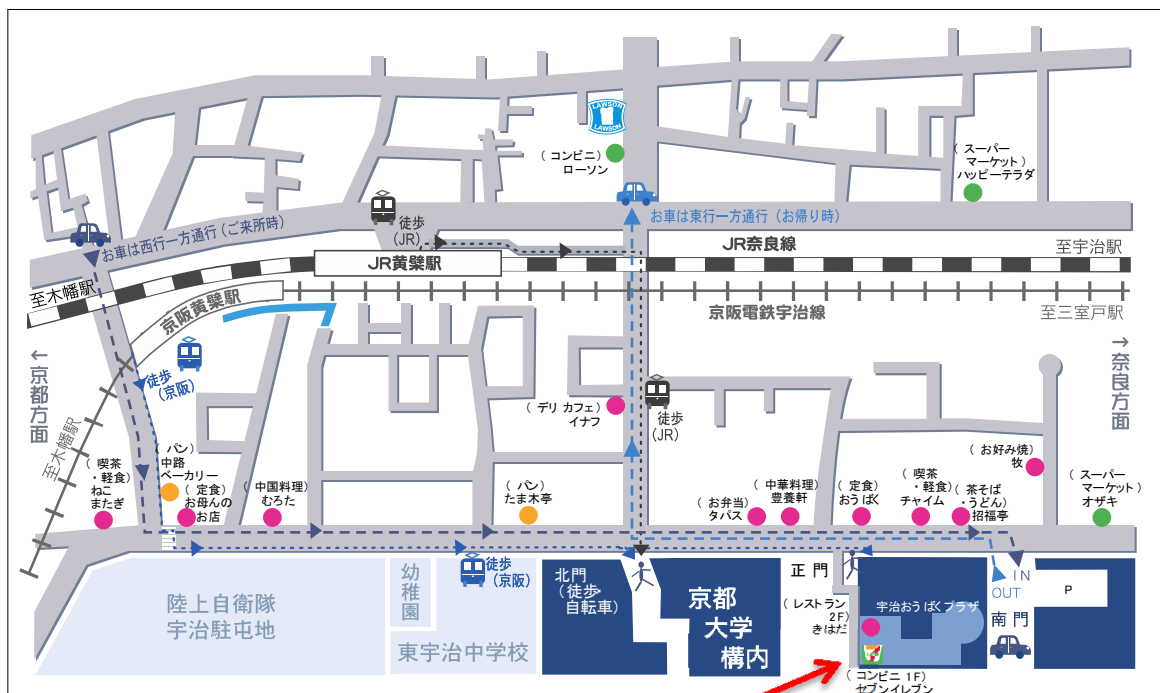 LAWSON
LAWSON
（コンビニ）
ローソン
（スーパー
マーケット）
ハッピーテラダ
お車は西行一方通行（ご来所時）
徒歩
（JR）
お車は東行一方通行（お帰り時）
JR奈良線
至宇治駅
JR黄檗駅
至木幡駅
京阪黄檗駅
京阪電鉄宇治線
至三室戸駅
←京都方面
→奈良方面
徒歩
（京阪）
至木幡駅
（デリ カフェ）
イナフ
徒歩
（JR）
（喫茶
・軽食）
ねこ
またぎ
（パン）
中路
ベーカリー
（定食）
お母んの
お店
（中国料理）
むろた
（パン）
たま木亭
（お弁当）
タパス
（中華料理）
豊養軒
（定食）
おうばく
（喫茶
・軽食）
チャイム
（茶そば
・うどん）
招福亭
（お好み焼）
牧
（スーパー
マーケット）
オザキ
陸上自衛隊
宇治駐屯地
幼稚園
徒歩
（京阪）
東宇治中学校
北門
（徒歩・
自転車）
京都
大学
構内
正門
（レストラン
2F）
きはだ
宇治おうばくプラザ
（コンビニ 1F）
セブンイレブン
IN
OUT
南門
P